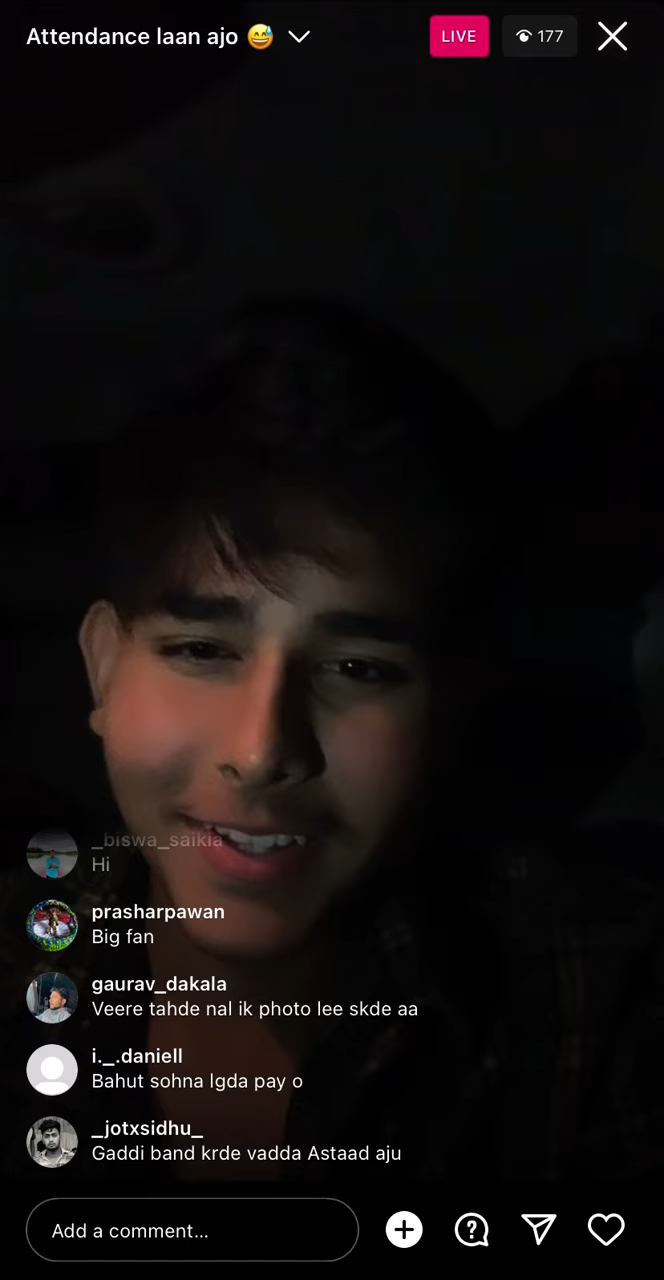 Attendance laan ajo 😅
LIVE
177
_biswa_saikia
Hi
prasharpawan
Big fan
gaurav_dakala
Veere tahde nal ik photo lee skde aa
i._.daniell
Bahut sohna lgda pay o
_jotxsidhu_
Gaddi band krde vadda Astaad aju
Add a comment...